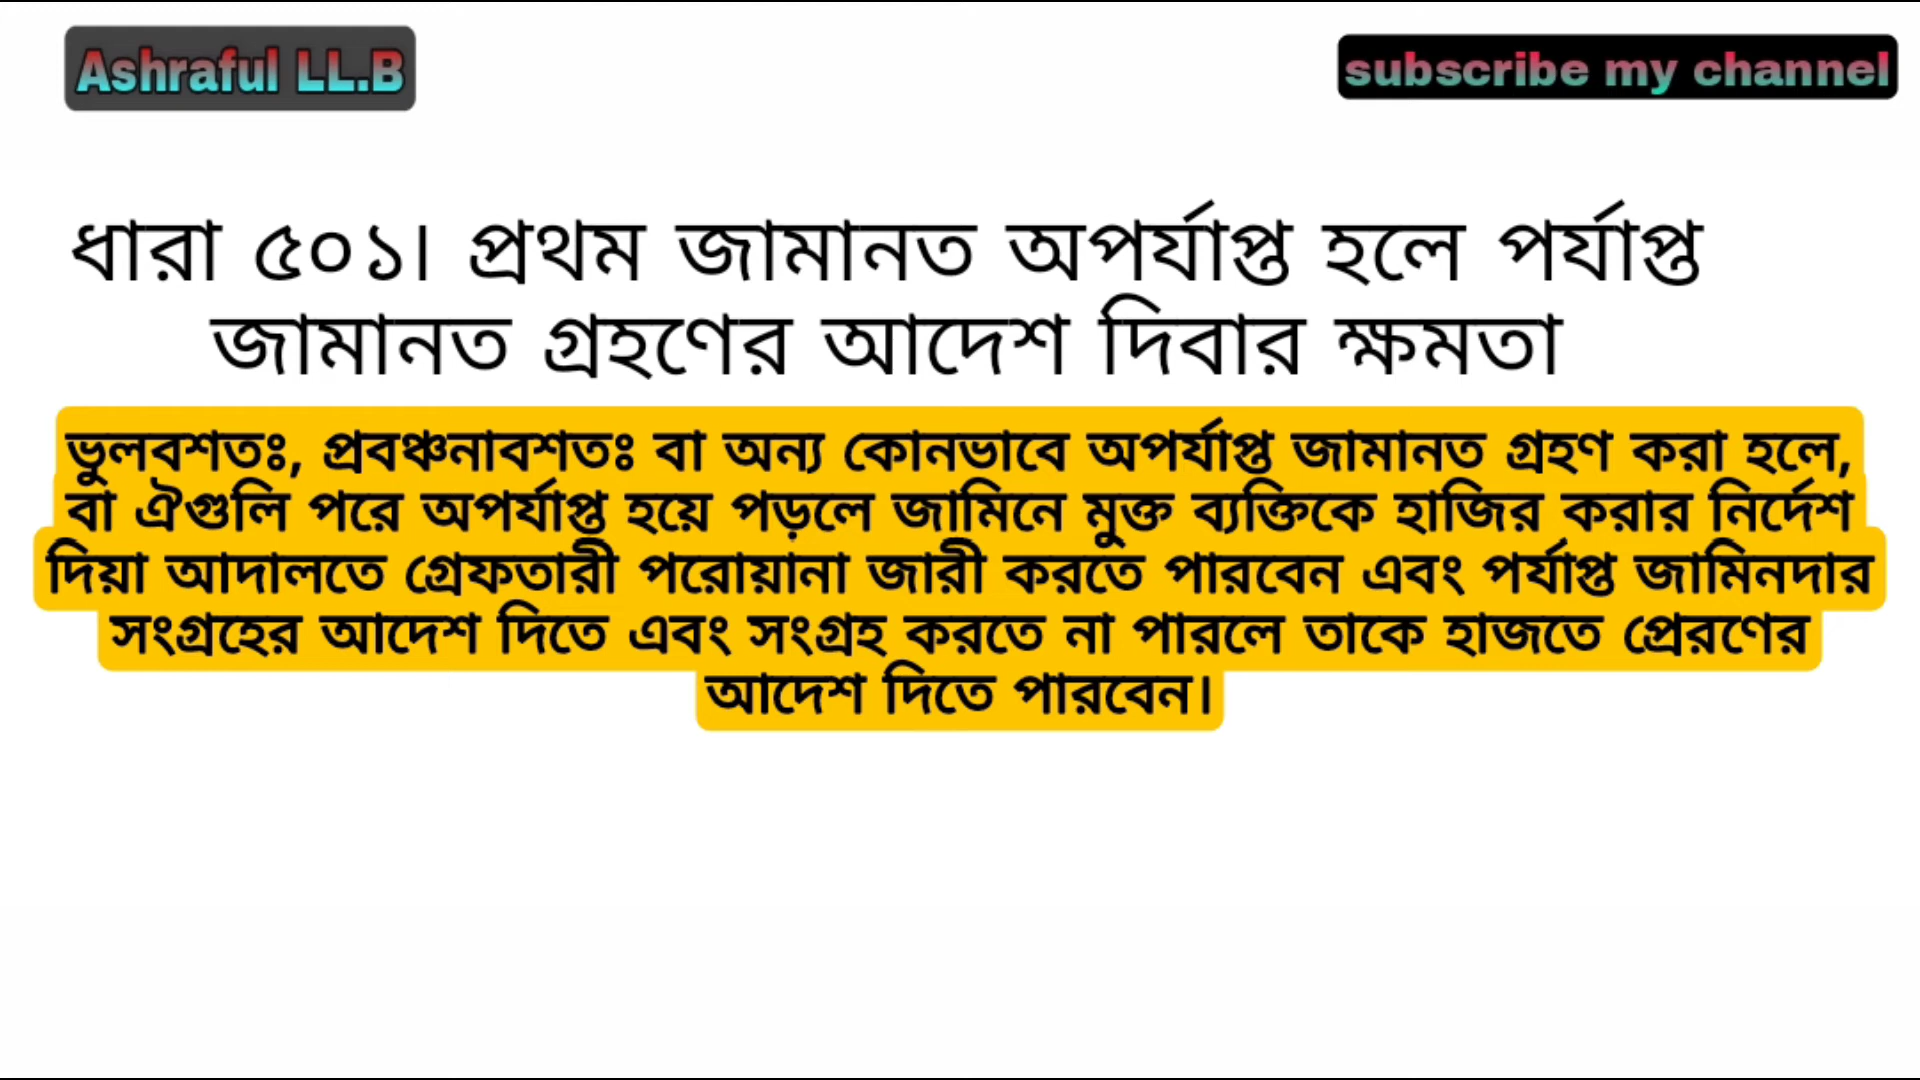 Ashraful LL.B
subscribe my channel
ধারা ৫০১। প্রথম জামানত অপর্যাপ্ত হলে পর্যাপ্ত
জামানত গ্রহণের আদেশ দিবার ক্ষমতা
ভুলবশতঃ, প্রবঞ্চনাবশতঃ বা অন্য কোনভাবে অপর্যাপ্ত জামানত গ্রহণ করা হলে,
বা ঐগুলি পরে অপর্যাপ্ত হয়ে পড়লে জামিনে মুক্ত ব্যক্তিকে হাজির করার নির্দেশ
দিয়া আদালতে গ্রেফতারী পরোয়ানা জারী করতে পারবেন এবং পর্যাপ্ত জামিনদার
সংগ্রহের আদেশ দিতে এবং সংগ্রহ করতে না পারলে তাকে হাজতে প্রেরণের
আদেশ দিতে পারবেন।